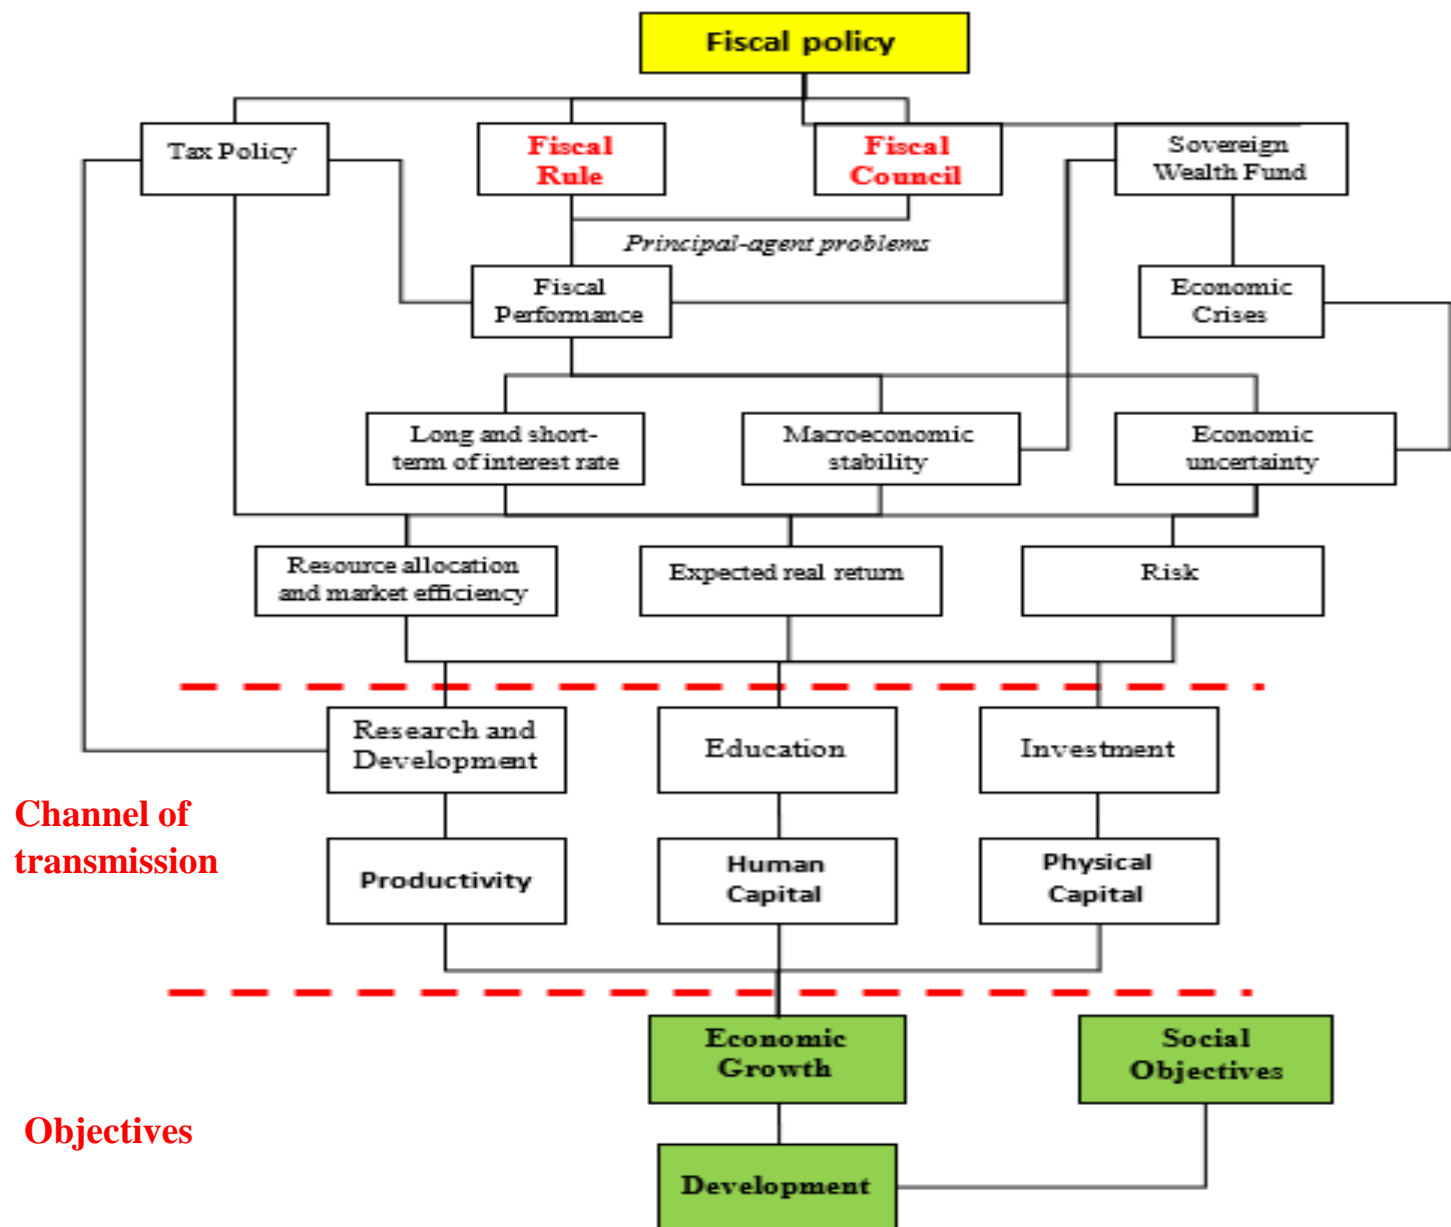 Fiscal policy
Tax Policy
Fiscal
Rule
Fiscal
Council
Sovereign
Wealth Fund
Principal-agent problems
Fiscal
Performance
Economic
Crises
Long and short-
term of interest rate
Macroeconomic
stability
Economic
uncertainty
Resource allocation
and market efficiency
Expected real return
Risk
Research and
Development
Education
Investment
Channel of
transmission
Productivity
Human
Capital
Physical
Capital
Economic
Growth
Social
Objectives
Objectives
Development